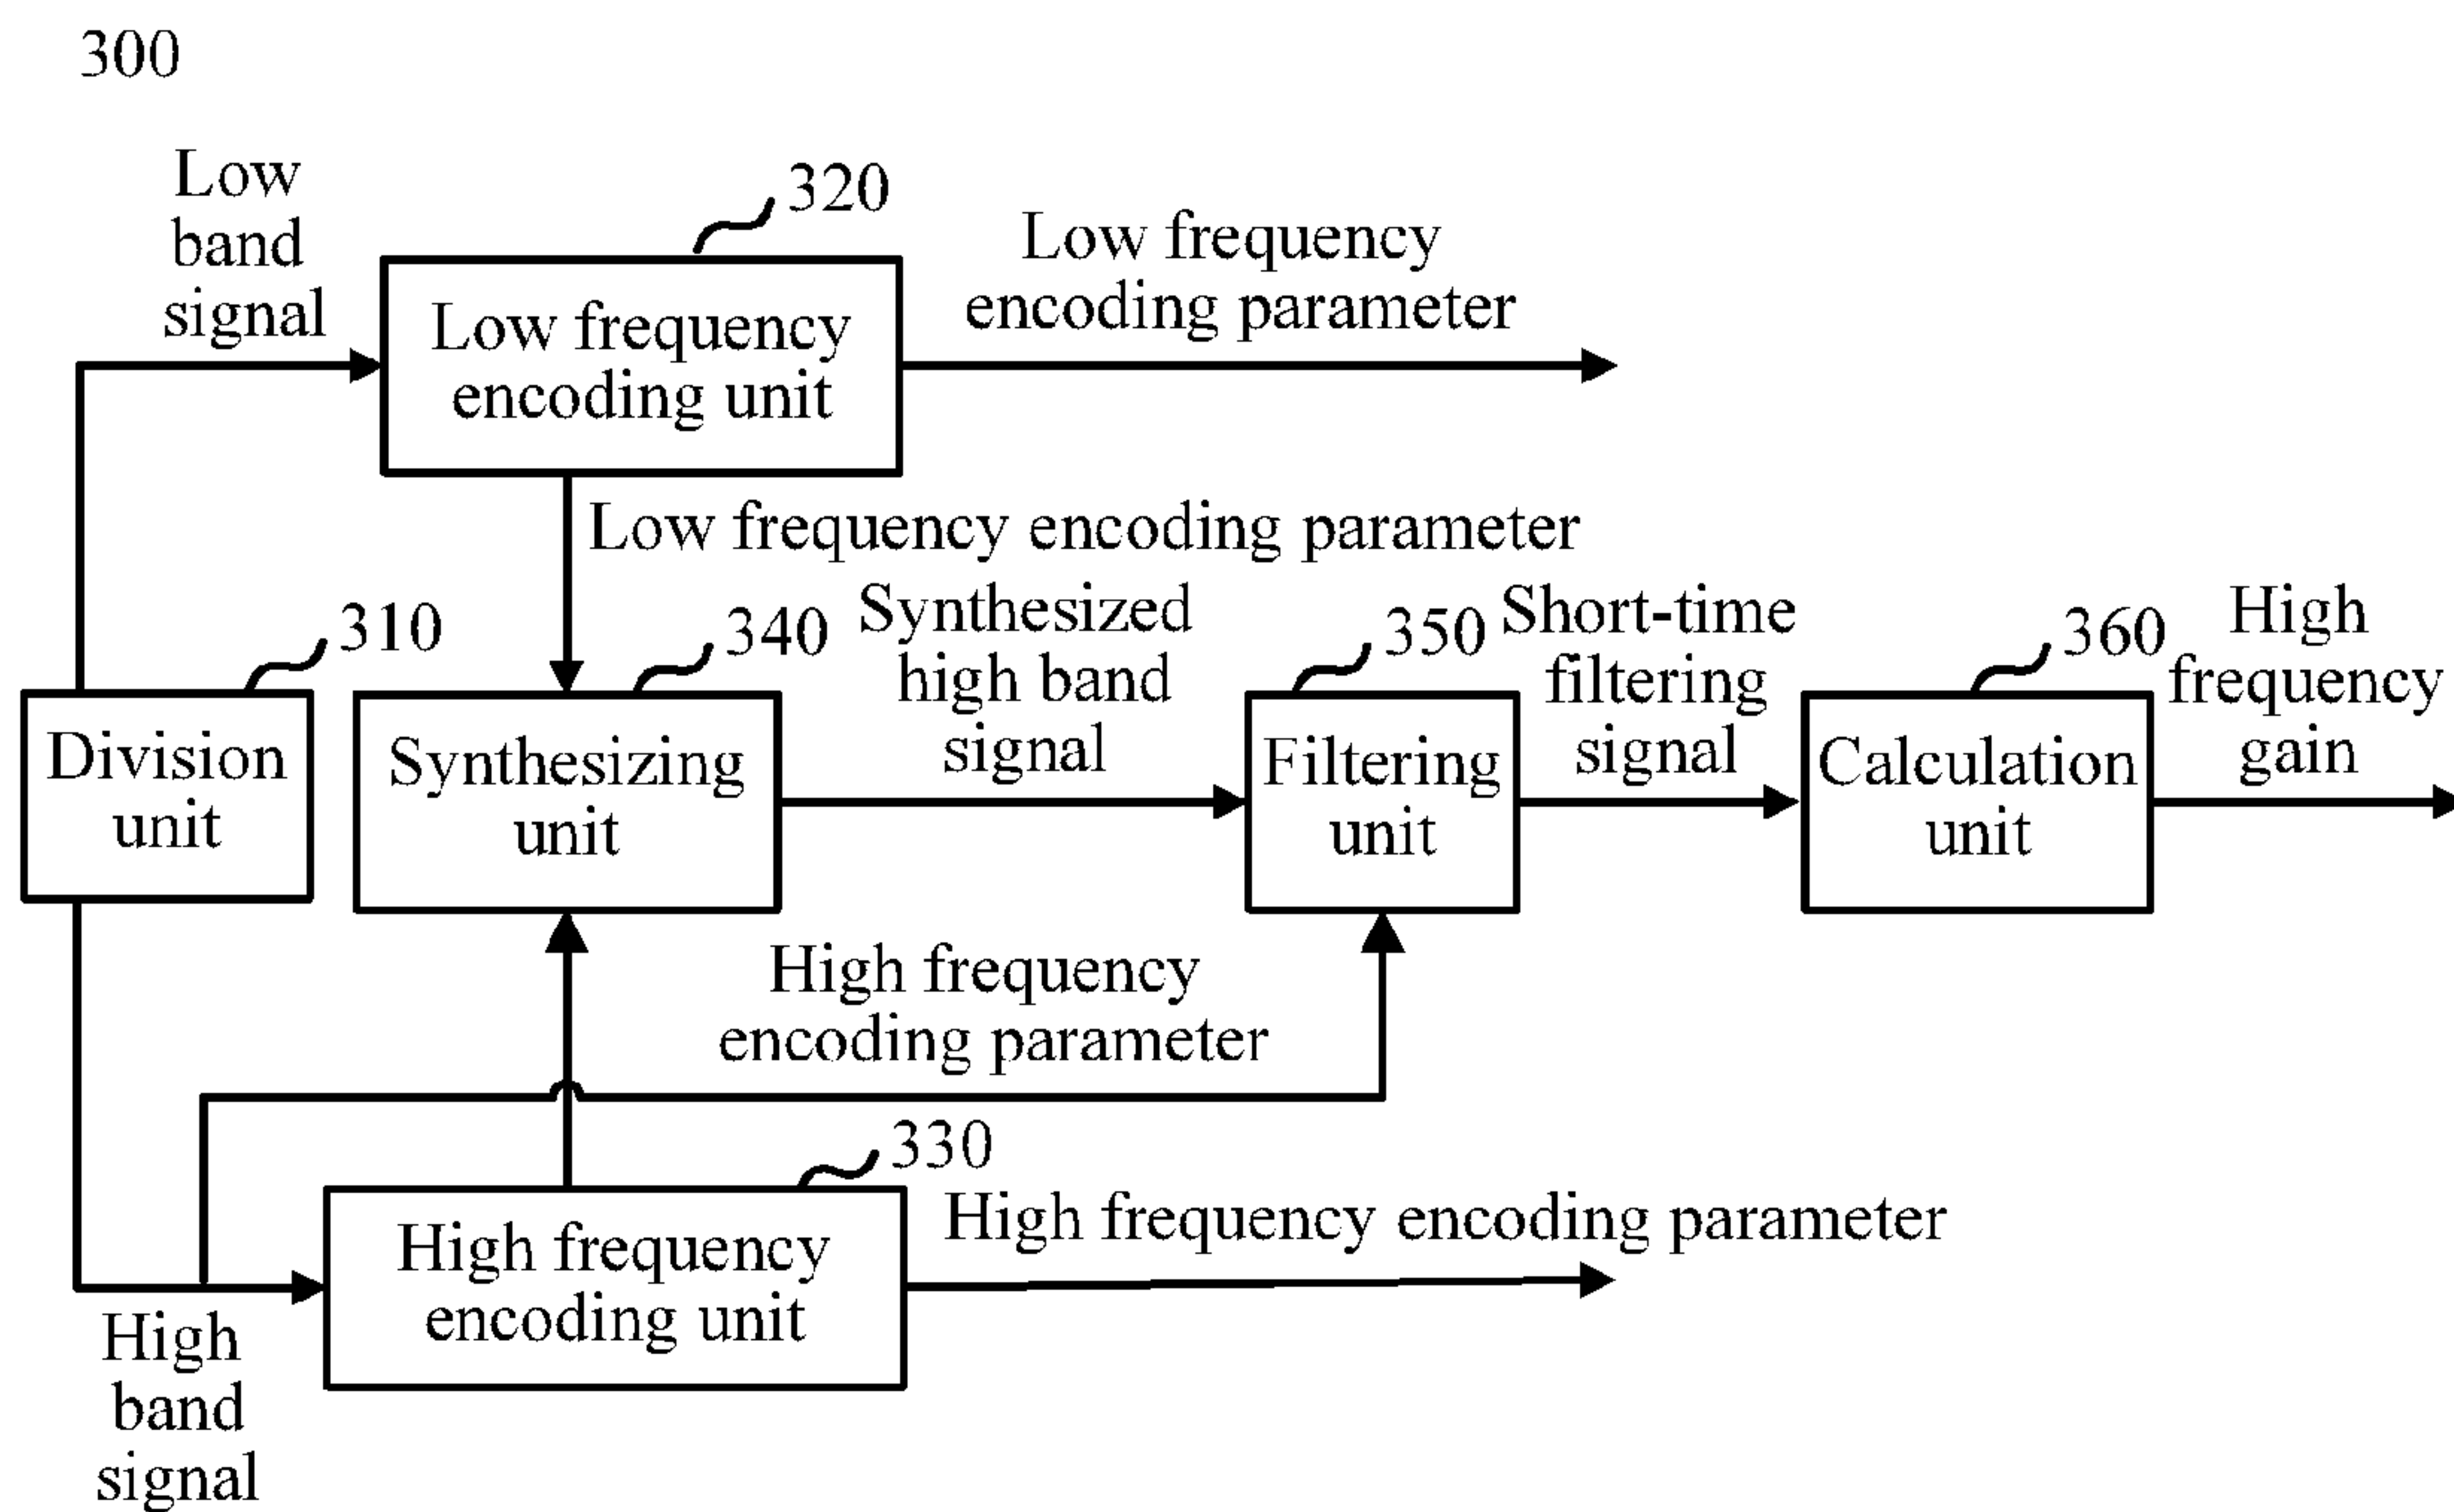 300
Low
band
signal
320
Low frequency
encoding unit
Low frequency
encoding parameter
Low frequency encoding parameter
310
Division
unit
340
Synthesizing
unit
Synthesized
high band
signal
350
Filtering
unit
Short-time
filtering
signal
360
Calculation
unit
High
frequency
gain
High frequency
encoding parameter
330
High frequency
encoding unit
High frequency encoding parameter
High
band
signal